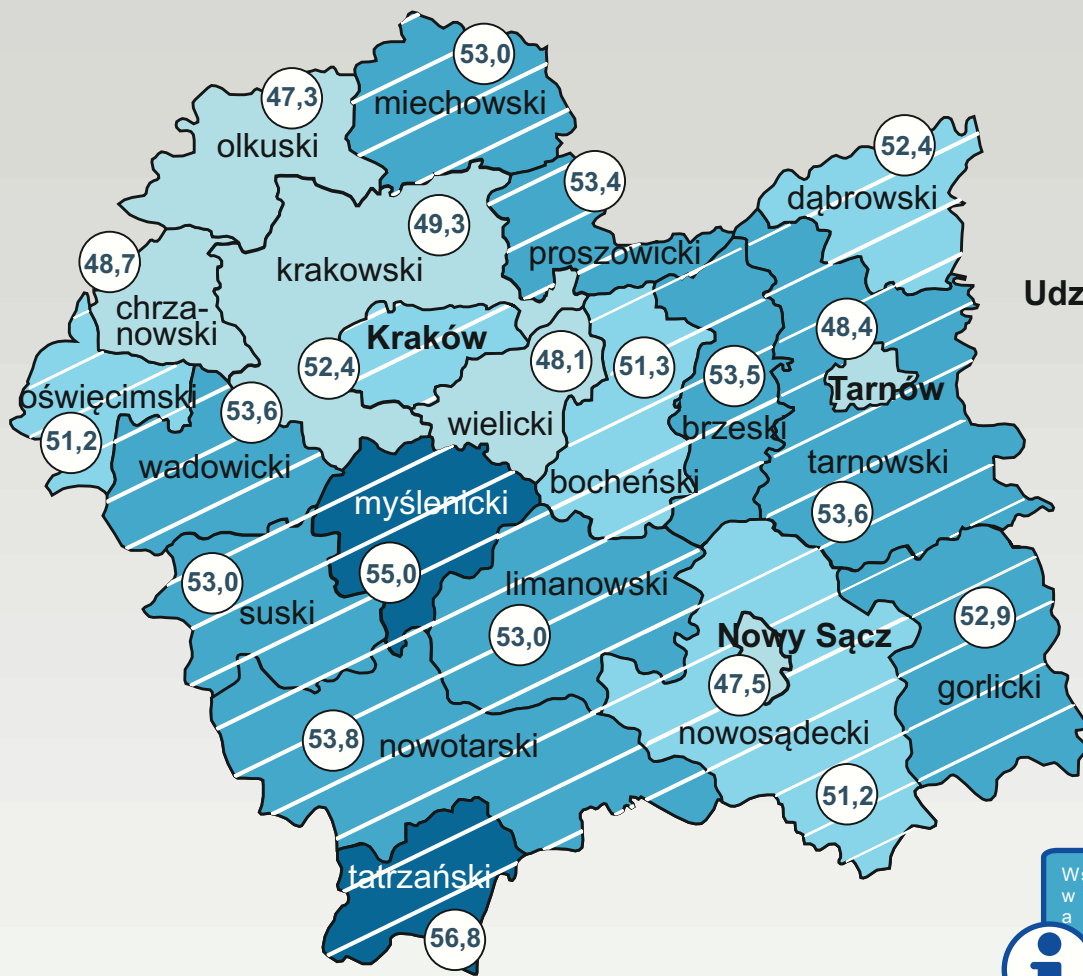 53,0
47,3
miechowski
olkuski
52,4
53,4
dąbrowski
49,3
proszowicki
krakowski
48,7
chrza-
nowski
Udz
48,4
Kraków
52,4
48,1
51,3
53,5
Tarnów
oświęcimski
53,6
51,2
wielicki
brzeski
wadowicki
bocheński
tarnowski
myślenicki
53,6
53,0
55,0
limanowski
suski
53,0
Nowy Sącz
52,9
47,5
gorlicki
53,8
nowotarski
nowosądecki
51,2
tatrzański
56,8
w
a